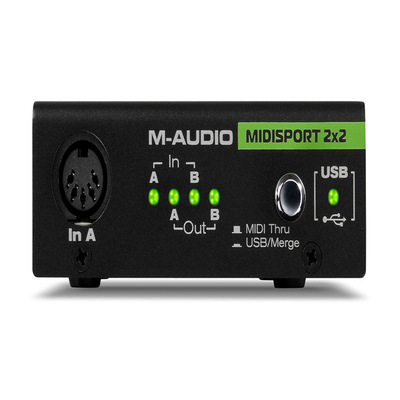 M-AUDIO MIDISPORT 2x2
In
A B
A B
Out
In A
MIDI Thru
USB/Merge
USB